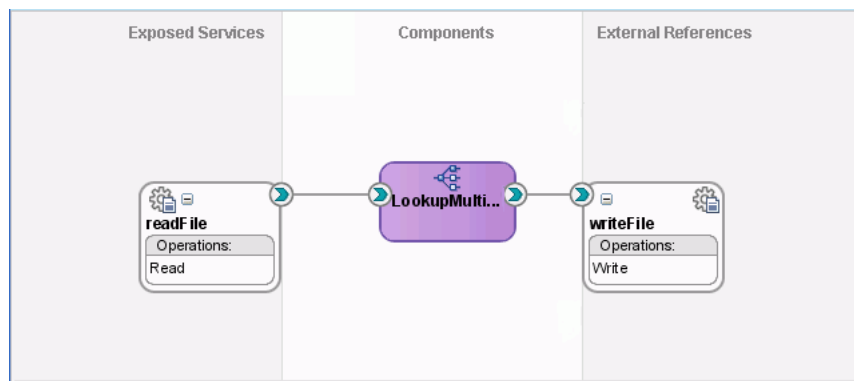 Exposed Services
Components
External References
LookupMulti...
readFile
Operations:
Read
writeFile
Operations:
Write